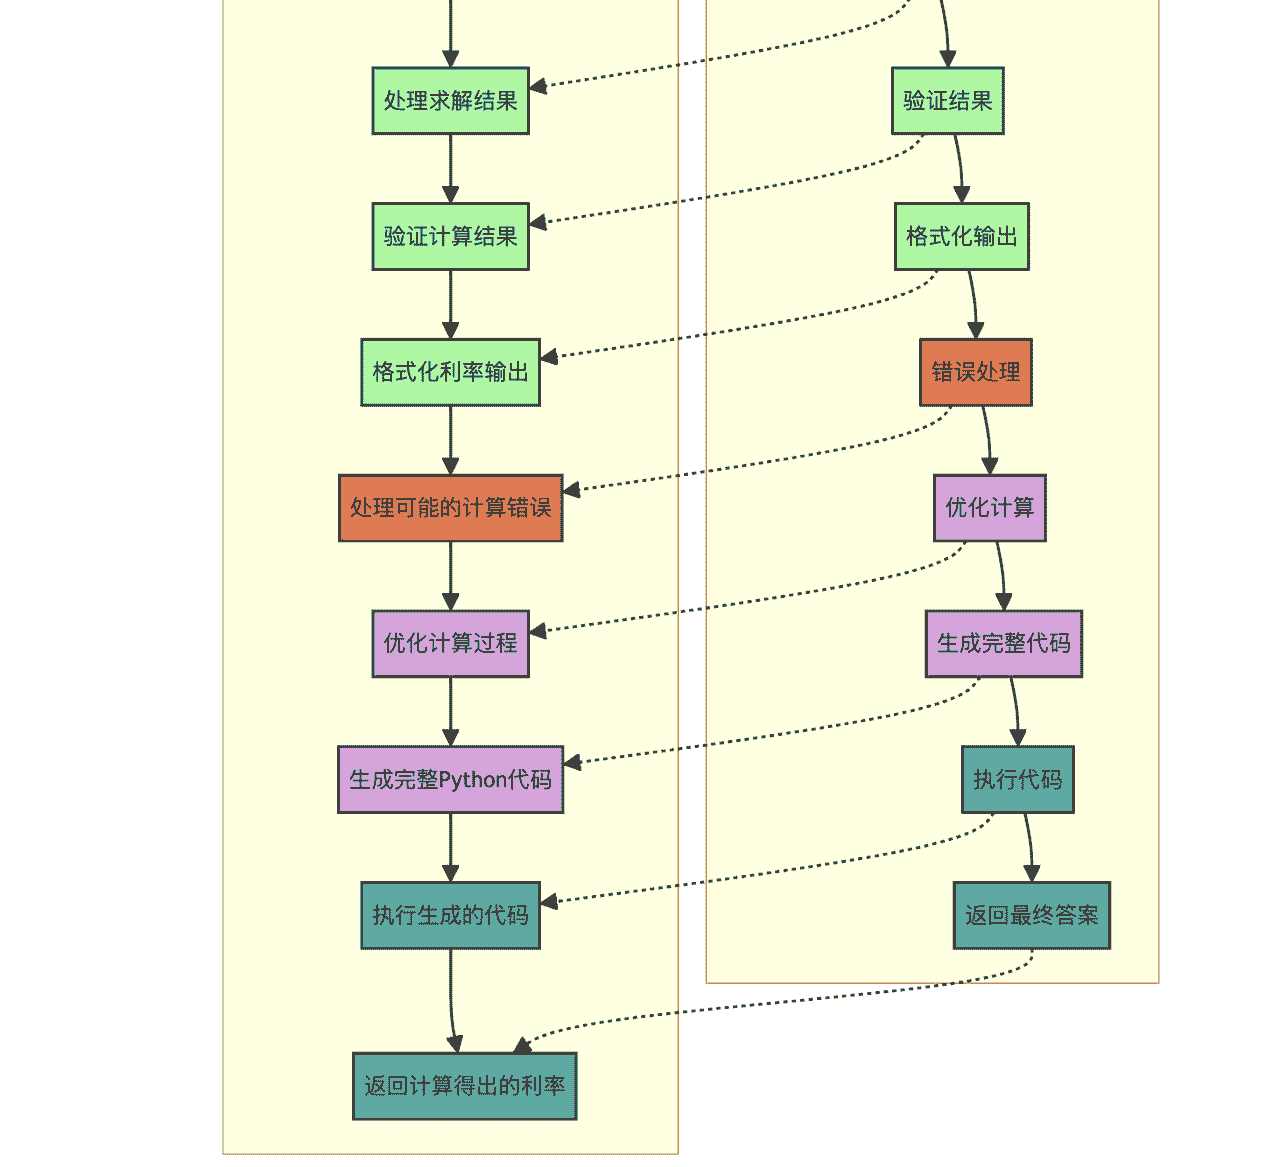 处理求解结果
验证结果
验证计算结果
格式化输出
格式化利率输出
错误处理
处理可能的计算错误
优化计算
优化计算过程
生成完整代码
生成完整Python代码
执行代码
执行生成的代码
返回最终答案
返回计算得出的利率